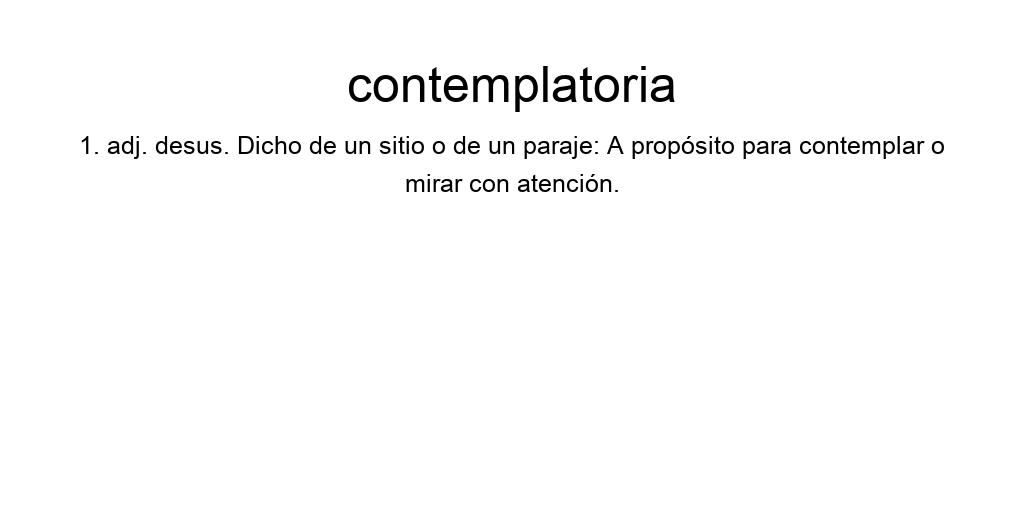 contemplatoria
1. adj. desus. Dicho de un sitio o de un paraje: A propósito para contemplar o
mirar con atención.